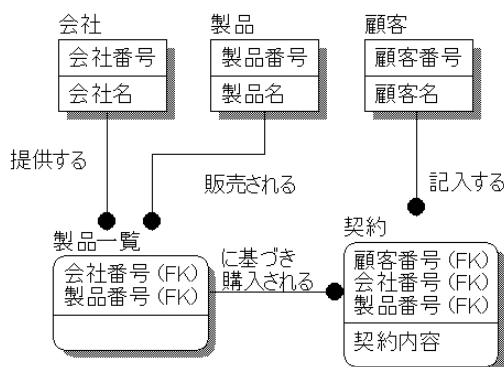 会社
会社番号
会社名
製品
製品番号
製品名
顧客
顧客番号
顧客名
提供する
販売される
記入する
製品一覧
会社番号(FK)
製品番号(FK)
に基づき
購入される
契約
顧客番号(FK)
会社番号(FK)
製品番号(FK)
契約内容